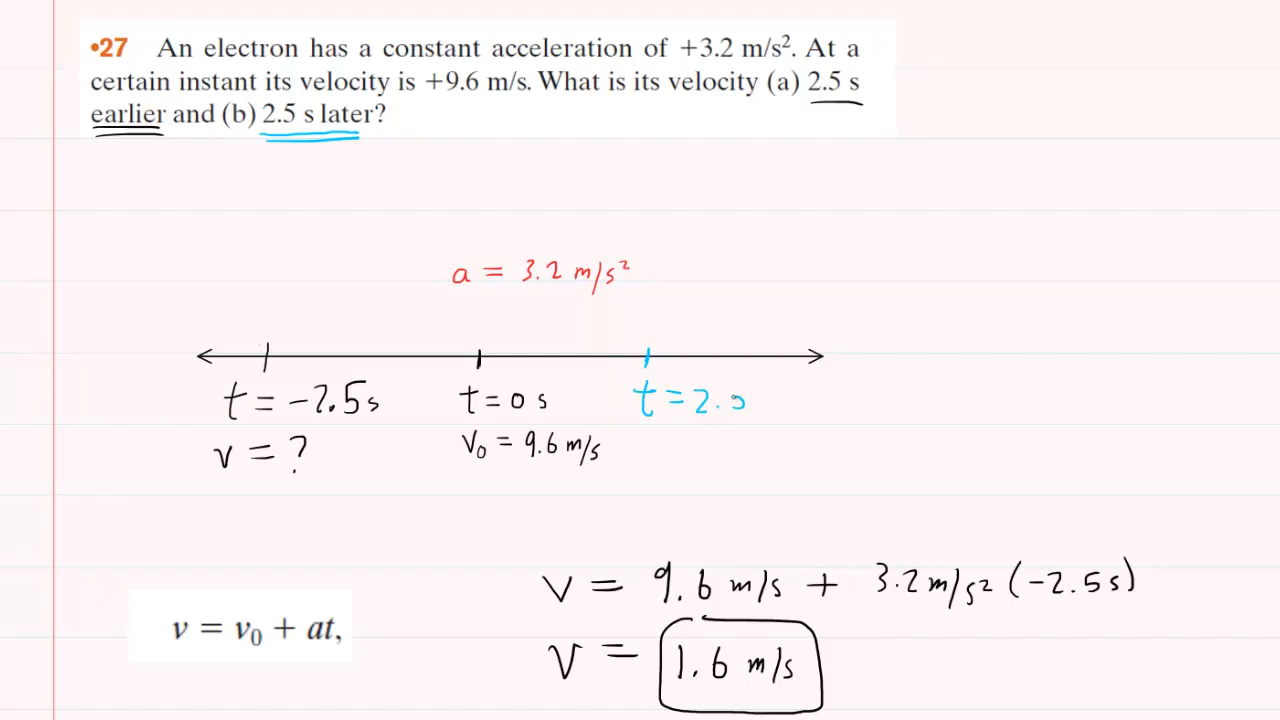 •27 An electron has a constant acceleration of +3.2 m/s². At a
certain instant its velocity is +9.6 m/s. What is its velocity (a) 2.5 s
earlier and (b) 2.5 s later?
a = 3.2 m/s²
t = -2.5s t = 0 s t = 2.5
v = ? v₀ = 9.6 m/s
v = 9.6 m/s + 3.2 m/s² (-2.5 s)
v = v₀ + at,
v = 1.6 m/s